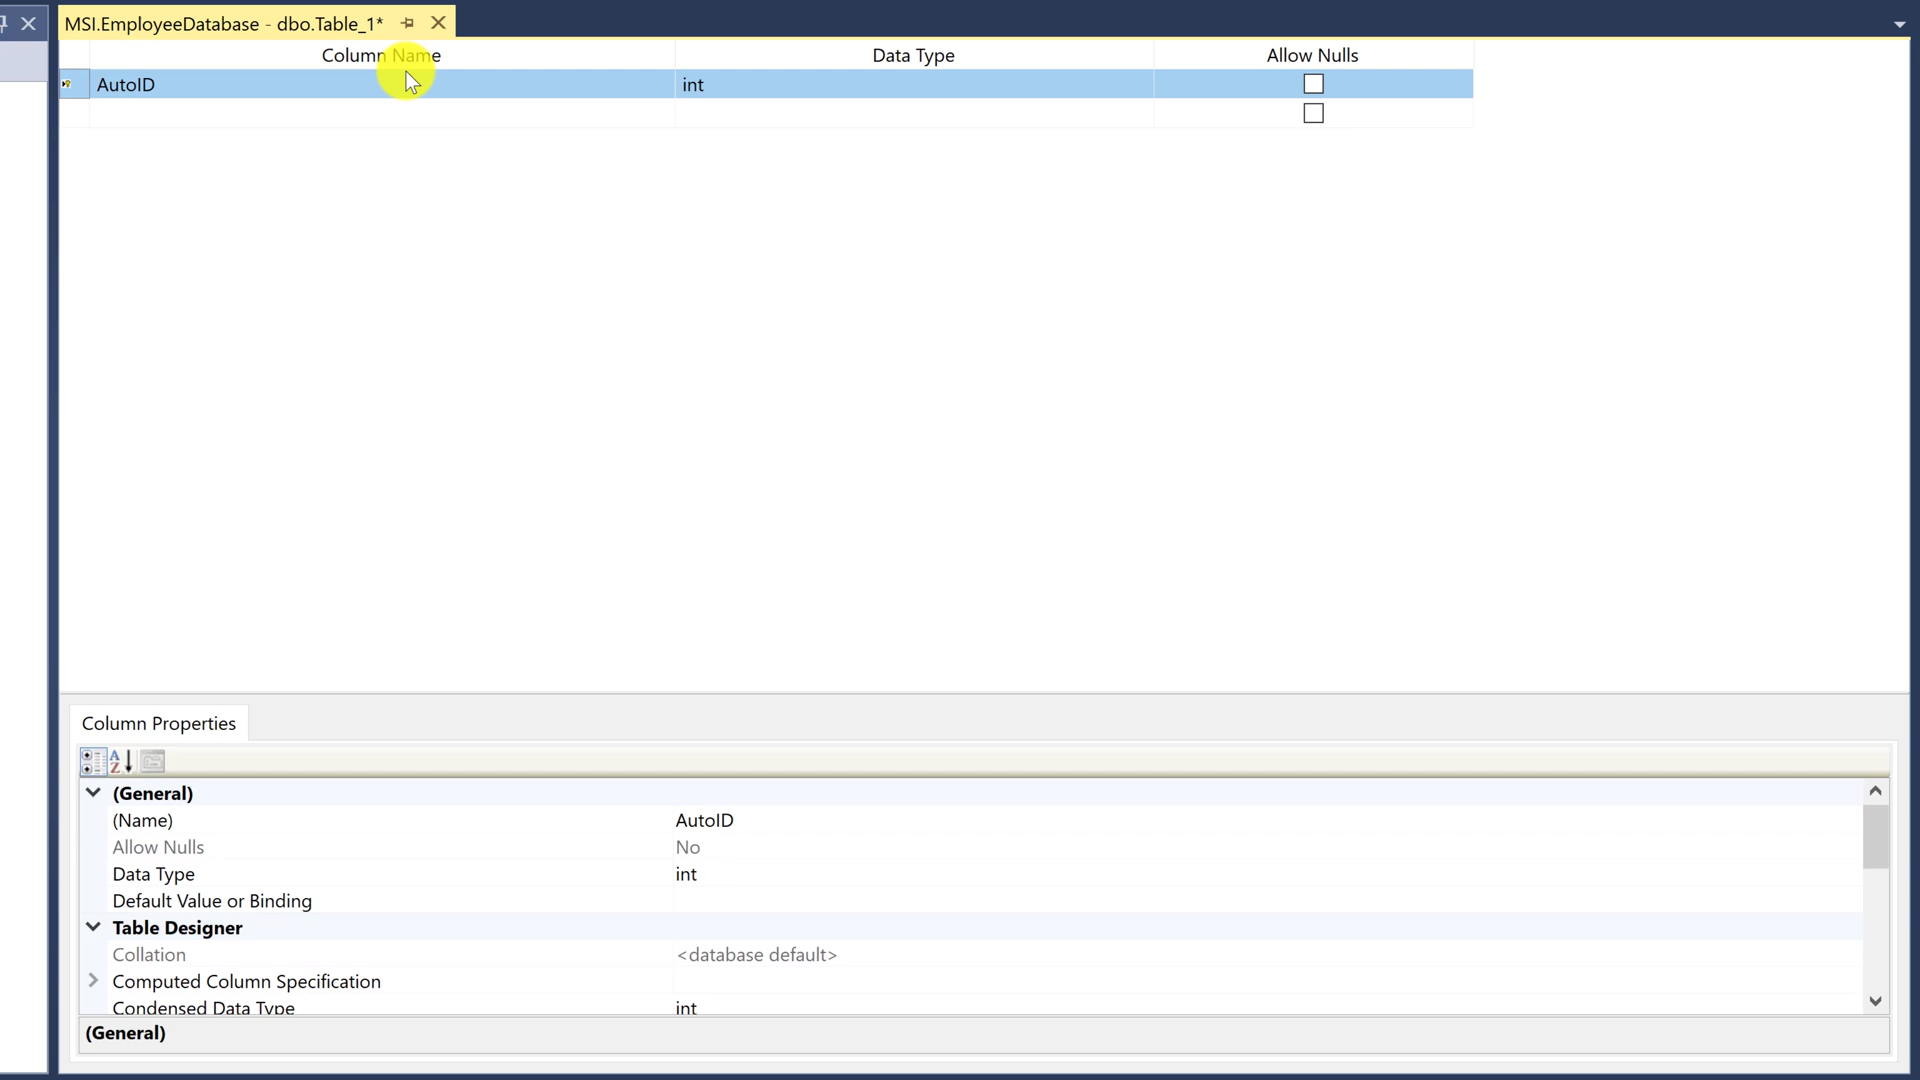 MSI.EmployeeDatabase - dbo.Table_1*
Column Name Data Type Allow Nulls
AutoID int
Column Properties
(General)
(Name) AutoID
Allow Nulls No
Data Type int
Default Value or Binding
Table Designer
Collation <database default>
Computed Column Specification
Condensed Data Type int
(General)